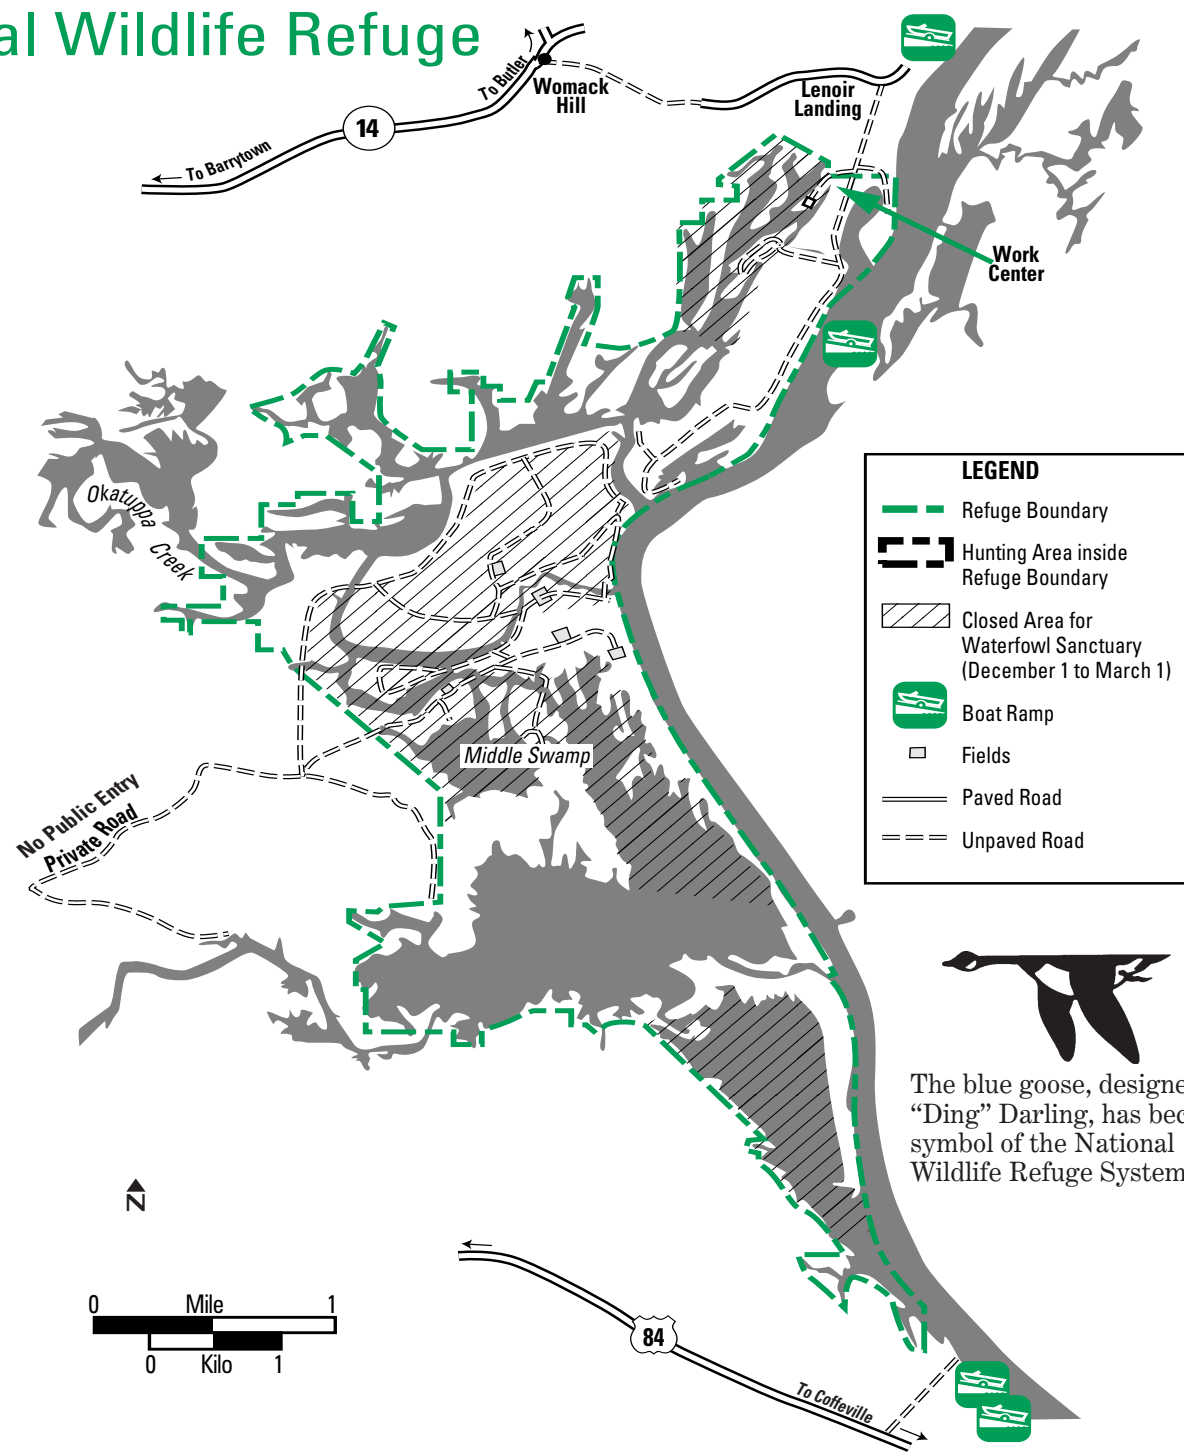 al Wildlife Refuge
To Butler
Womack
Hill
Lenoir
Landing
14
To Barrytown
Work
Center
Okatuppa
Creek
LEGEND
Refuge Boundary
Hunting Area inside
Refuge Boundary
Closed Area for
Waterfowl Sanctuary
(December 1 to March 1)
Boat Ramp
Fields
Paved Road
Unpaved Road
Middle Swamp
No Public Entry
Private Road
The blue goose, designe
“Ding” Darling, has bec
symbol of the National
Wildlife Refuge System
N
0 Mile 1
0 Kilo 1
84
To Coffeville